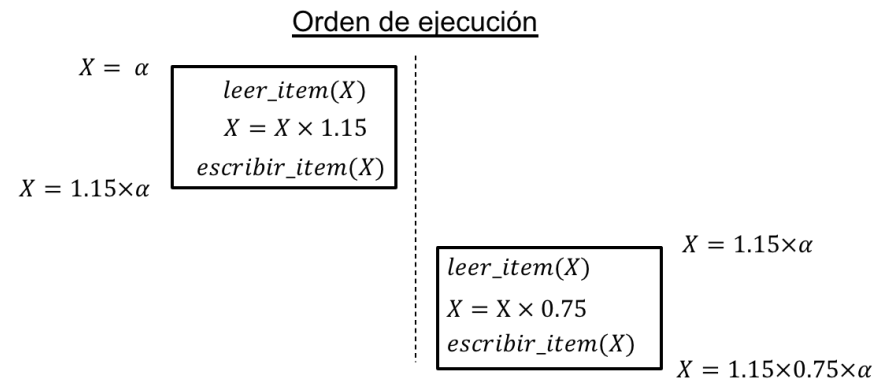 Orden de ejecución
X = α
leer_item(X)
X = X × 1.15
escribir_item(X)
X = 1.15×α
X = 1.15×α
leer_item(X)
X = X × 0.75
escribir_item(X)
X = 1.15×0.75×α